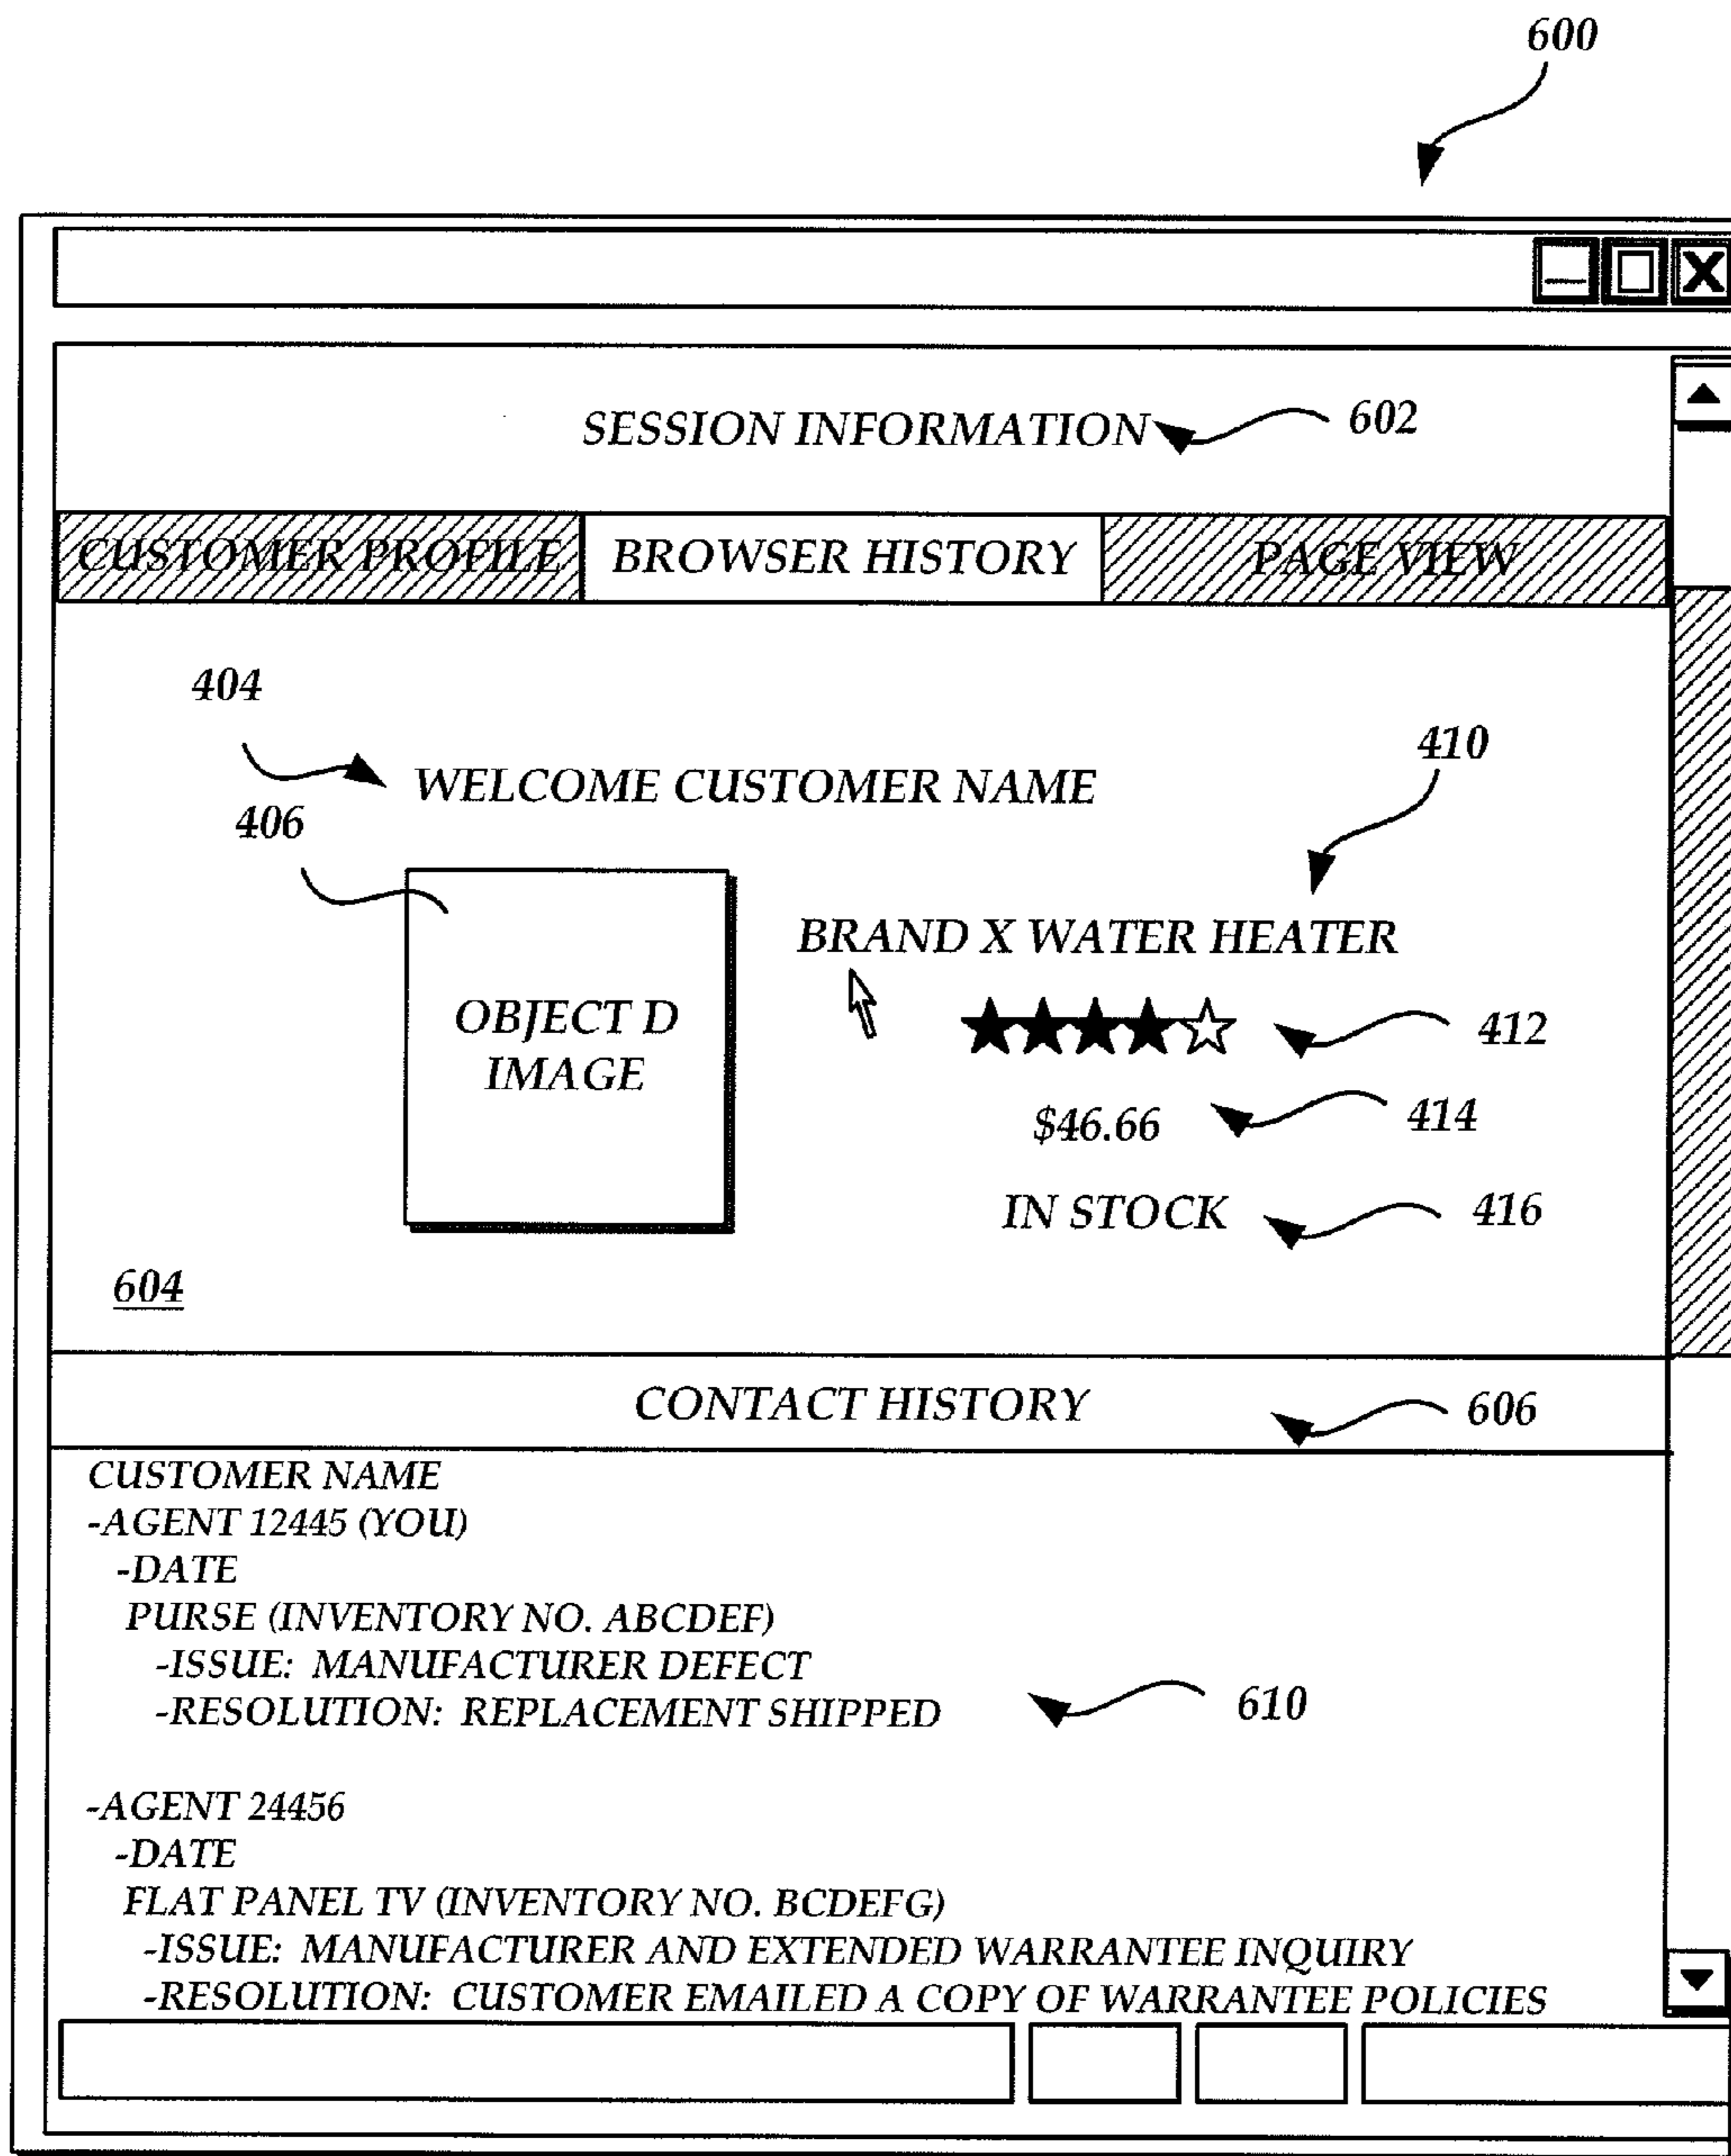 600
SESSION INFORMATION
602
CUSTOMER PROFILE
BROWSER HISTORY
PAGE VIEW
404
410
WELCOME CUSTOMER NAME
406
BRAND X WATER HEATER
OBJECT D
IMAGE
412
$46.66
414
IN STOCK
416
604
CONTACT HISTORY
606
CUSTOMER NAME
-AGENT 12445 (YOU)
-DATE
PURSE (INVENTORY NO. ABCDEF)
-ISSUE: MANUFACTURER DEFECT
-RESOLUTION: REPLACEMENT SHIPPED
610
-AGENT 24456
-DATE
FLAT PANEL TV (INVENTORY NO. BCDEFG)
-ISSUE: MANUFACTURER AND EXTENDED WARRANTEE INQUIRY
-RESOLUTION: CUSTOMER EMAILED A COPY OF WARRANTEE POLICIES